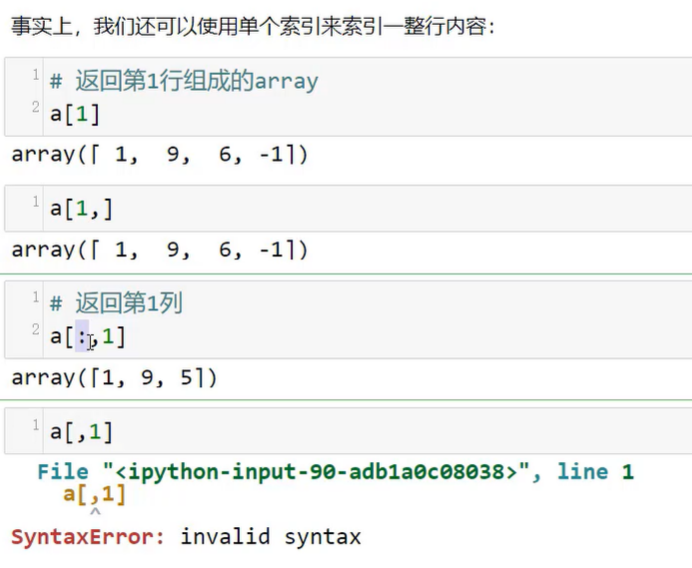 事实上，我们还可以使用单个索引来索引一整行内容：
1 # 返回第1行组成的array
2 a[1]
array([ 1,  9,  6, -1])
1 a[1,]
array([ 1,  9,  6, -1])
1 # 返回第1列
2 a[:,1]
array([1, 9, 5])
1 a[,1]
File "<ipython-input-90-adb1a0c08038>", line 1
a[,1]
^
SyntaxError: invalid syntax